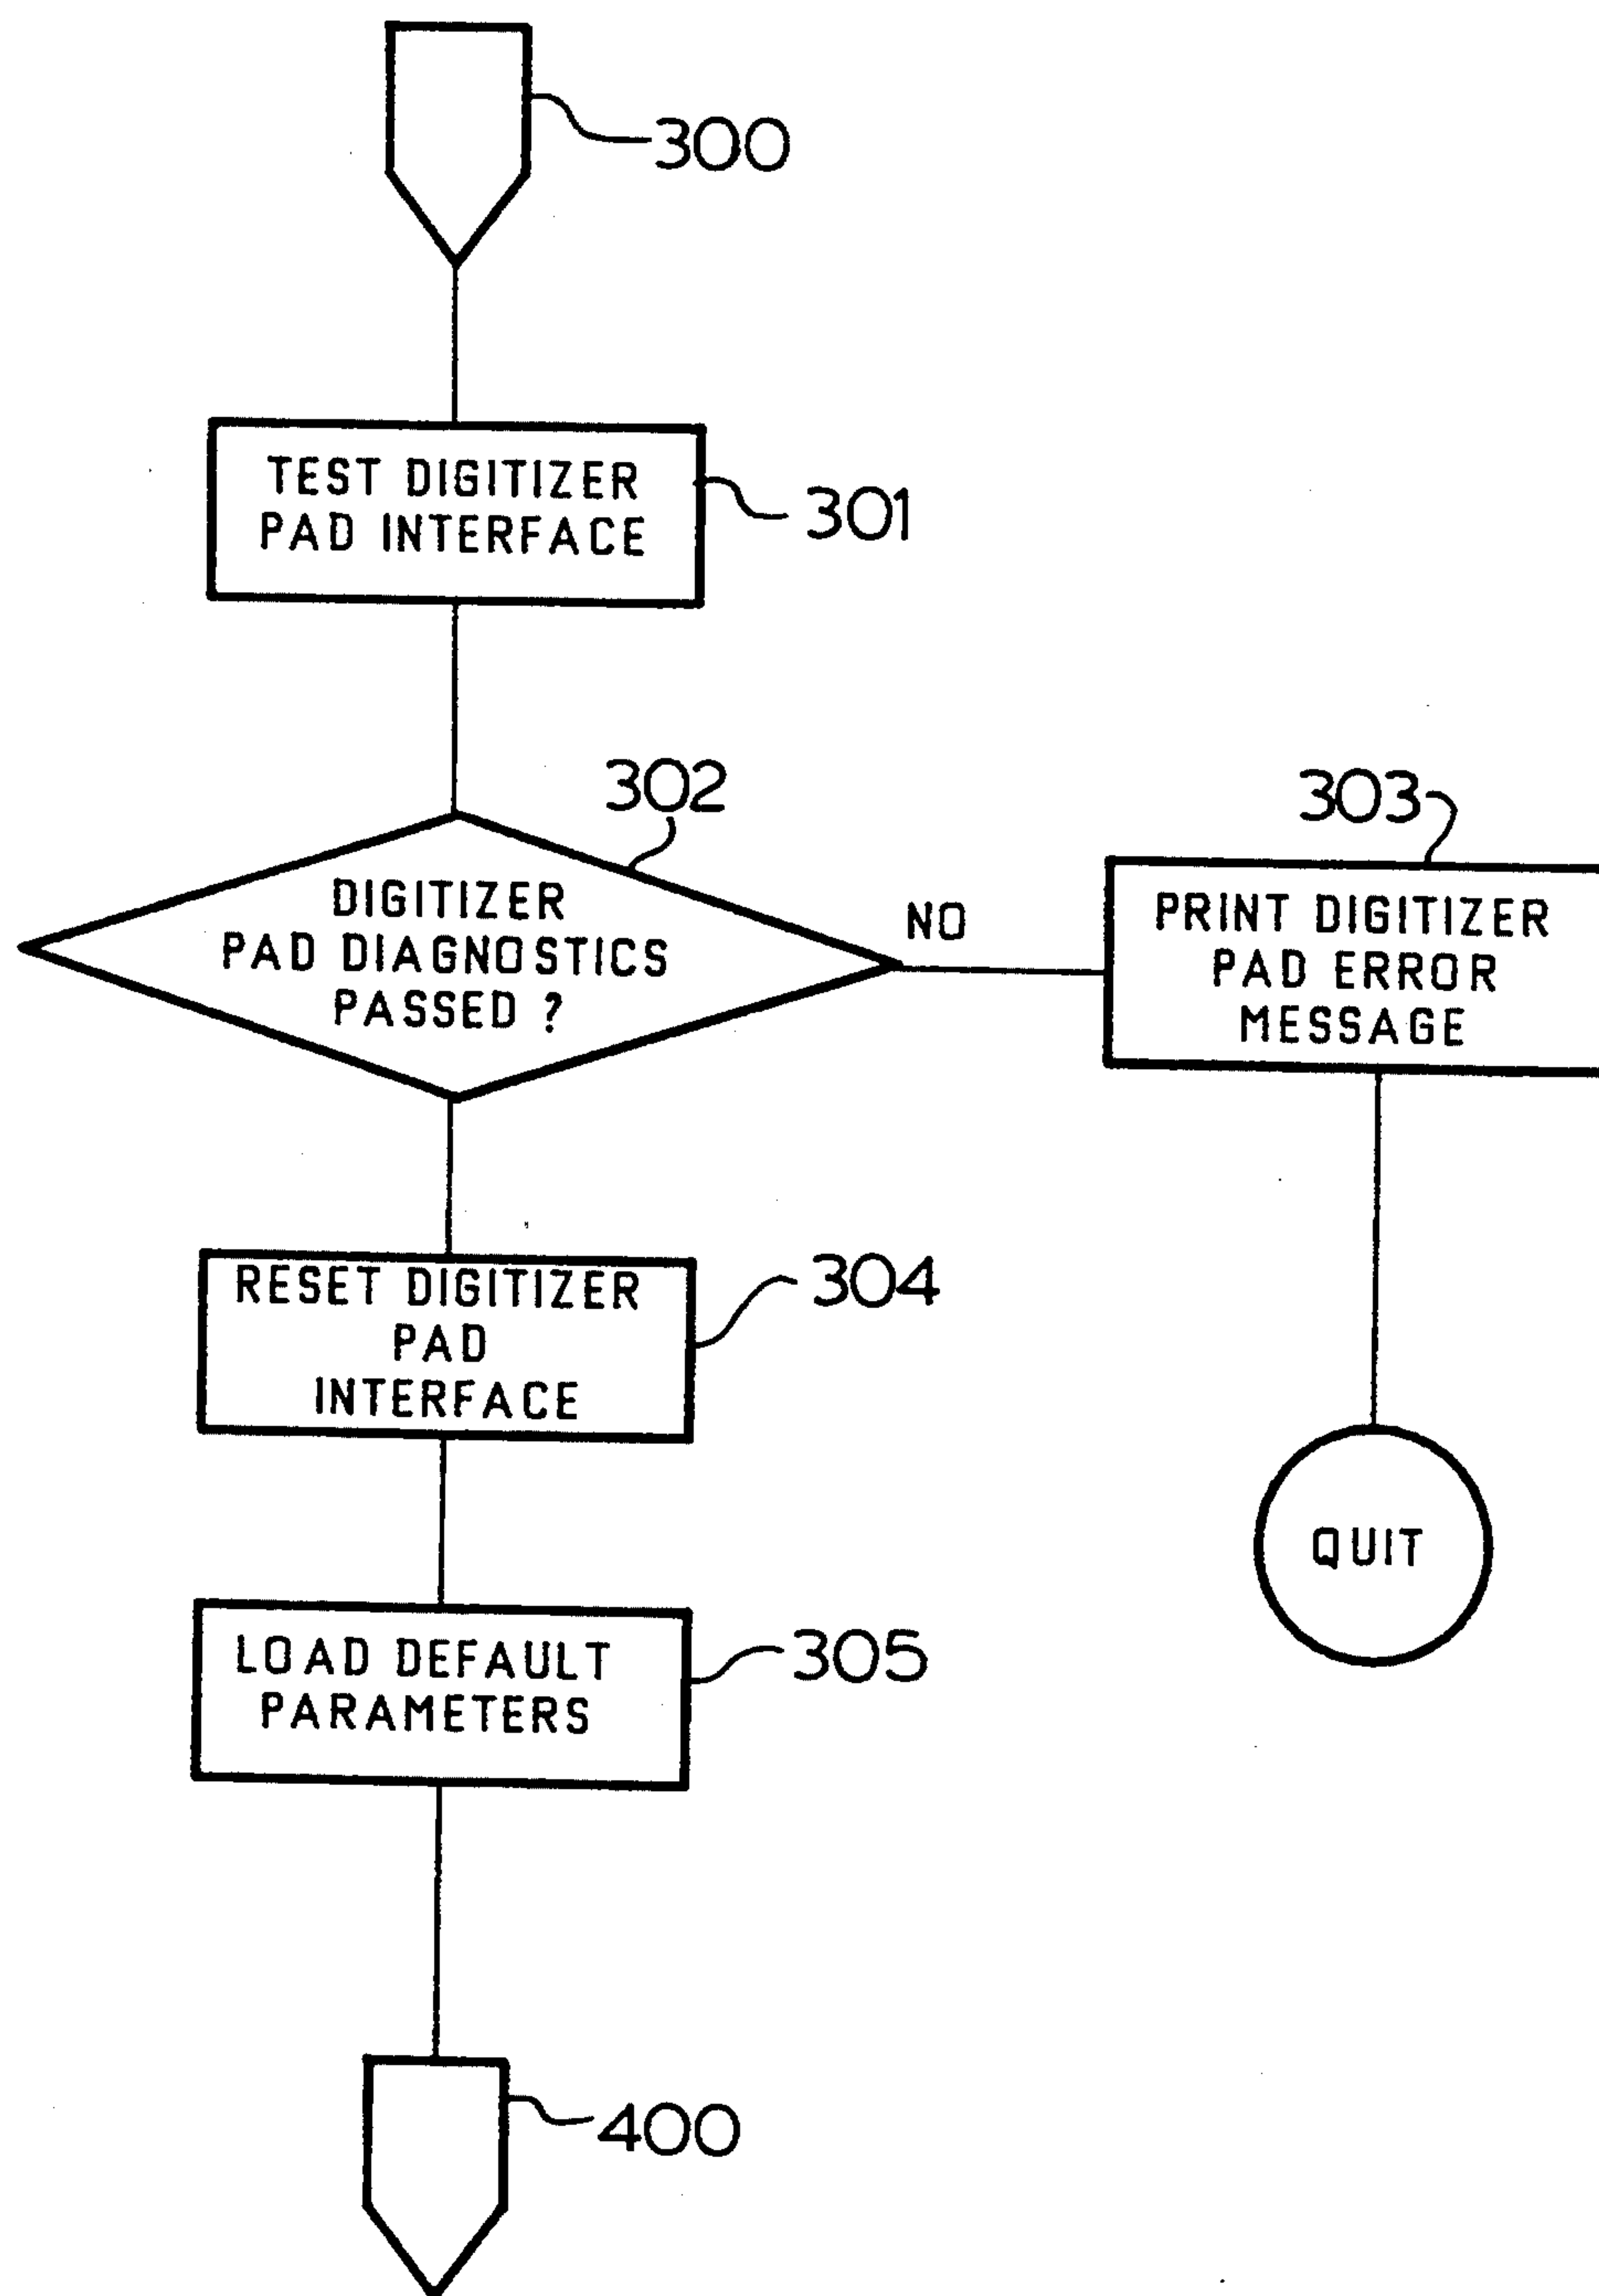 300
TEST DIGITIZER
PAD INTERFACE
301
302
DIGITIZER
PAD DIAGNOSTICS
PASSED ?
NO
303
PRINT DIGITIZER
PAD ERROR
MESSAGE
RESET DIGITIZER
PAD
INTERFACE
304
QUIT
LOAD DEFAULT
PARAMETERS
305
400